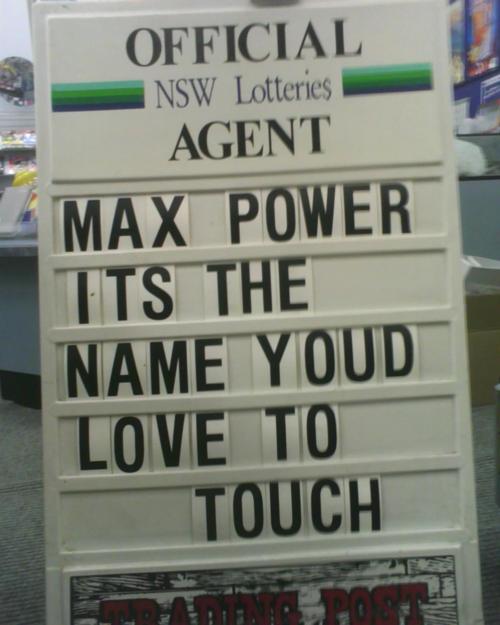 OFFICIAL
NSW Lotteries
AGENT
MAX POWER
ITS THE
NAME YOUD
LOVE TO
TOUCH
TRADING POST